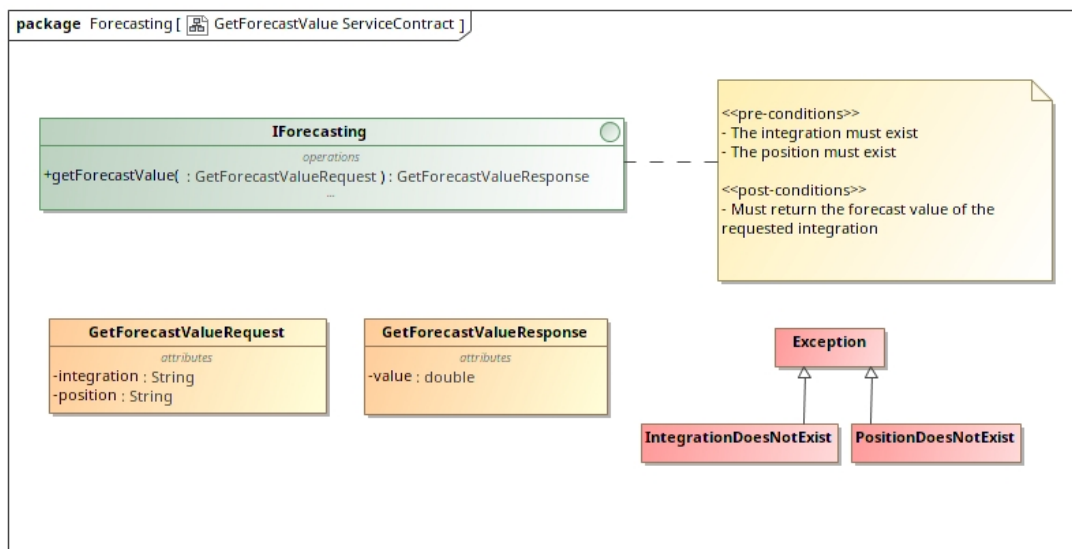 package Forecasting [ GetForecastValue ServiceContract ]
IForecasting
operations
+getForecastValue( : GetForecastValueRequest ) : GetForecastValueResponse
...
<<pre-conditions>>
- The integration must exist
- The position must exist
<<post-conditions>>
- Must return the forecast value of the
requested integration
GetForecastValueRequest
attributes
-integration : String
-position : String
GetForecastValueResponse
attributes
-value : double
Exception
IntegrationDoesNotExist
PositionDoesNotExist